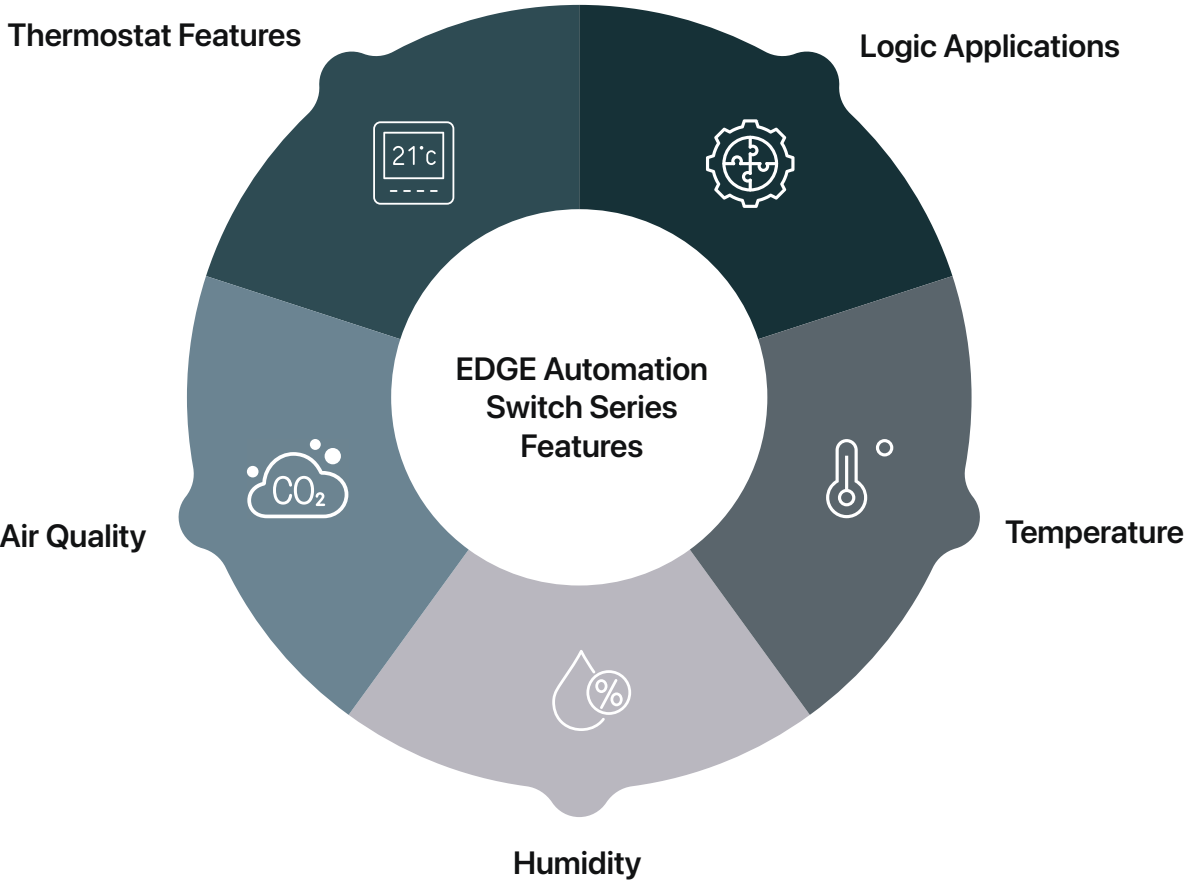 Thermostat Features
Logic Applications
21°c
EDGE Automation
Switch Series
Features
CO₂
Air Quality
Temperature
%
Humidity